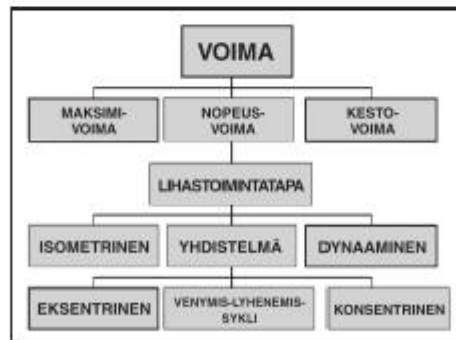 VOIMA
MAKSIMI-
VOIMA
NOPEUS-
VOIMA
KESTO-
VOIMA
LIHASTOIMINTATAPA
ISOMETRINEN
YHDISTELMÄ
DYNAAMINEN
EKSENTRINEN
VENYMIS-LYHENEMIS-
SYKLI
KONSENTRINEN